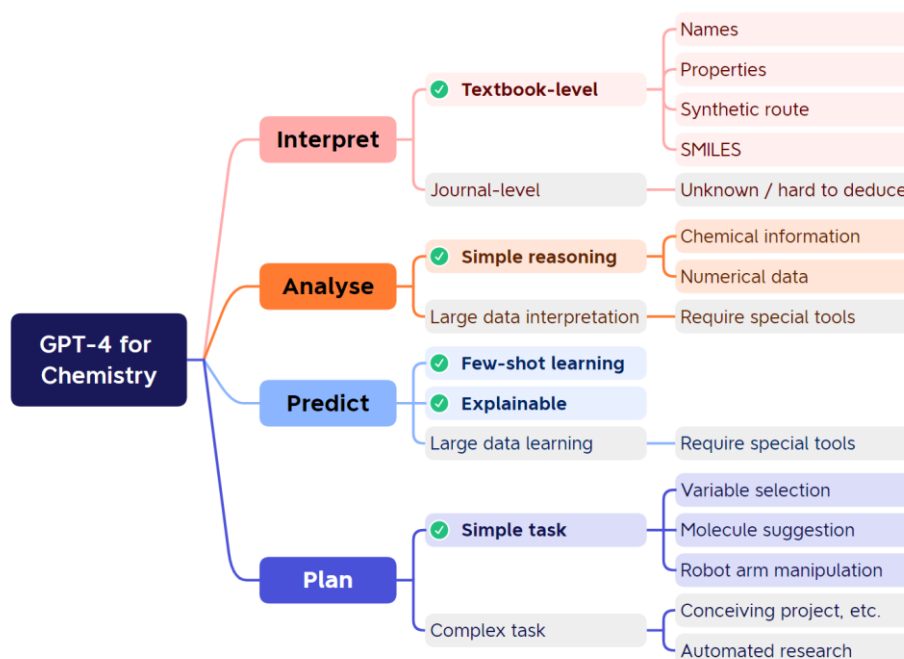 GPT-4 for
Chemistry
Interpret
Textbook-level
Names
Properties
Synthetic route
SMILES
Journal-level
Unknown / hard to deduce
Analyse
Simple reasoning
Chemical information
Numerical data
Large data interpretation
Require special tools
Predict
Few-shot learning
Explainable
Large data learning
Require special tools
Plan
Simple task
Variable selection
Molecule suggestion
Robot arm manipulation
Complex task
Conceiving project, etc.
Automated research